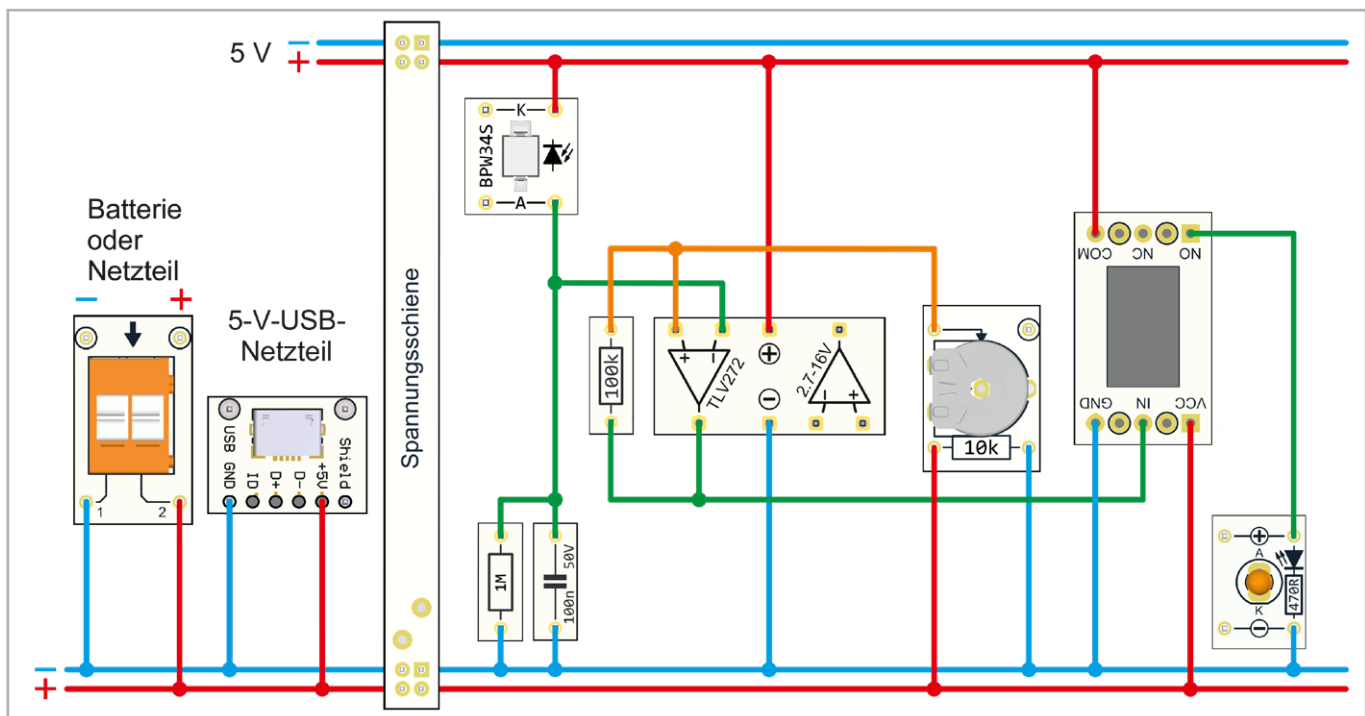 5 V
−
+
K
BPW34S
A
Batterie
oder
Netzteil
−
+
1
2
5-V-USB-
Netzteil
USB
GND
ID
D+
D-
+5V
Shield
Spannungsschiene
100k
+
−
TLV272
+
−
2.7-16V
−
+
10k
COM
NC
NO
GND
IN
VCC
1M
50V
100n
+
A
K
470R
−
−
+